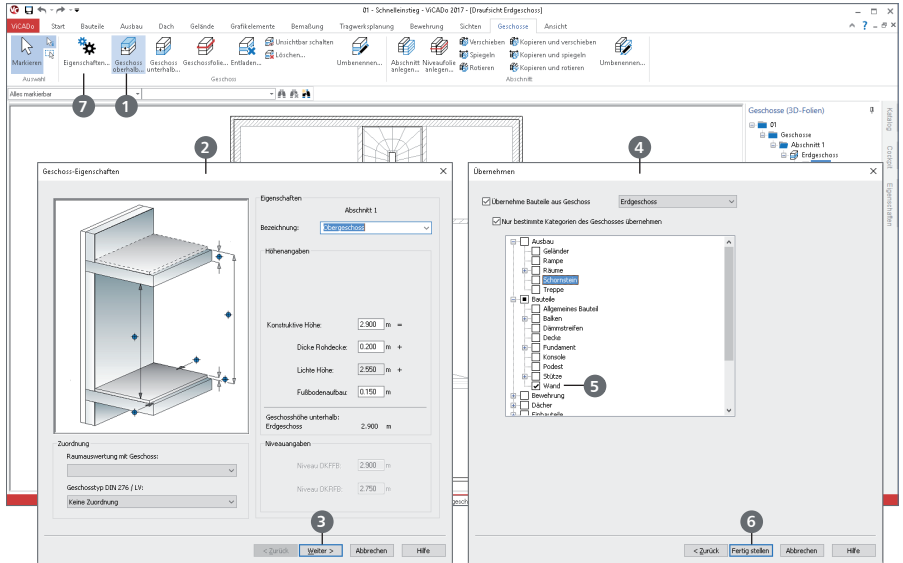 01 - Schnelleinstieg - ViCADo 2017 - [Draufsicht Erdgeschoss]
ViCADo Start Bauteile Ausbau Dach Gelände Grafikelemente Bemaßung Tragwerksplanung Bewehrung Sichten Geschosse Ansicht
Markieren
Auswahl
Eigenschaften...
Geschoss oberhalb...
Geschoss unterhalb...
Geschossfolie...
Entladen...
Unsichtbar schalten
Löschen...
Umbenennen...
Geschoss
Abschnitt anlegen...
Niveaufolie anlegen...
Verschieben
Spiegeln
Rotieren
Kopieren und verschieben
Kopieren und spiegeln
Kopieren und rotieren
Umbenennen...
Abschnitt
Alles markierbar
7
1
Geschosse (3D-Folien)
01
Geschosse
Abschnitt 1
Erdgeschoss
Katalog
Cockpit
Eigenschaften
2
Geschoss-Eigenschaften
Eigenschaften
Abschnitt 1
Bezeichnung: Obergeschoss
Höhenangaben
Konstruktive Höhe: 2.900 m =
Dicke Rohdecke: 0.200 m +
Lichte Höhe: 2.550 m +
Fußbodenaufbau: 0.150 m
Geschosshöhe unterhalb:
Erdgeschoss 2.900 m
Zuordnung
Raumauswertung mit Geschoss:
Geschosstyp DIN 276 / LV:
Keine Zuordnung
Niveauangaben
Niveau OKFFB: 2.900 m
Niveau OKRFB: 2.750 m
3
< Zurück Weiter > Abbrechen Hilfe
4
Übernehmen
Übernehme Bauteile aus Geschoss Erdgeschoss
Nur bestimmte Kategorien des Geschosses übernehmen
Ausbau
Geländer
Rampe
Räume
Schornstein
Treppe
Bauteile
Allgemeines Bauteil
Balken
Dämmstreifen
Decke
Fundament
Konsole
Podest
Stütze
Wand
5
Bewehrung
Dächer
Einbauteile
6
< Zurück Fertig stellen Abbrechen Hilfe